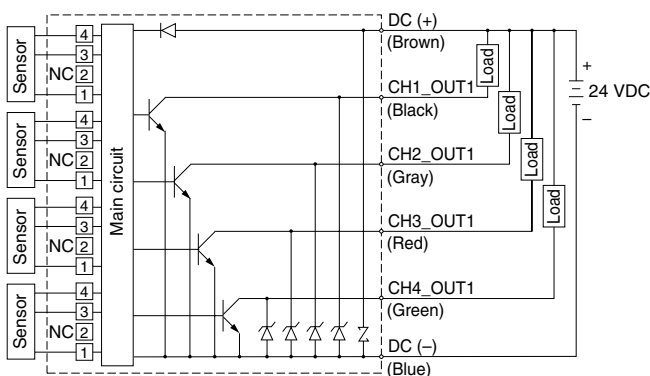 Sensor
4
3
NC 2
1
Sensor
4
3
NC 2
1
Sensor
4
3
NC 2
1
Sensor
4
3
NC 2
1
Main circuit
DC (+)
(Brown)
CH1_OUT1
(Black)
CH2_OUT1
(Gray)
CH3_OUT1
(Red)
CH4_OUT1
(Green)
DC (–)
(Blue)
Load
Load
Load
Load
+
24 VDC
–